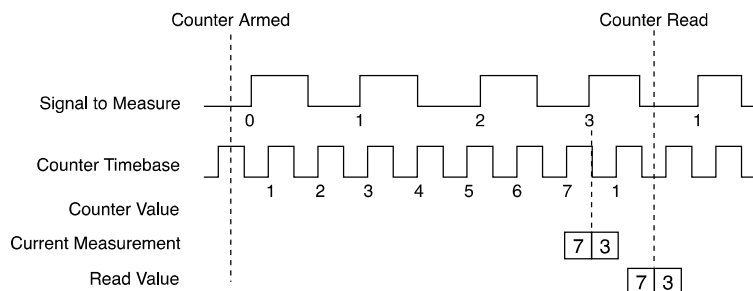 Counter Armed Counter Read
Signal to Measure
0 1 2 3 1
Counter Timebase
1 2 3 4 5 6 7 1
Counter Value
Current Measurement 7 3
Read Value 7 3